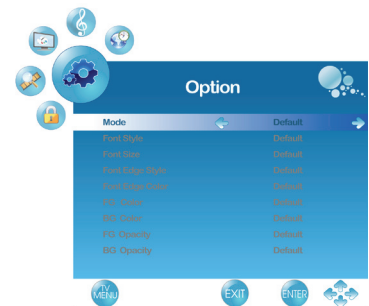 Option
Mode Default
Font Style Default
Font Size Default
Font Edge Style Default
Font Edge Color Default
FG Color Default
BG Color Default
FG Opacity Default
BG Opacity Default
TV MENU EXIT ENTER